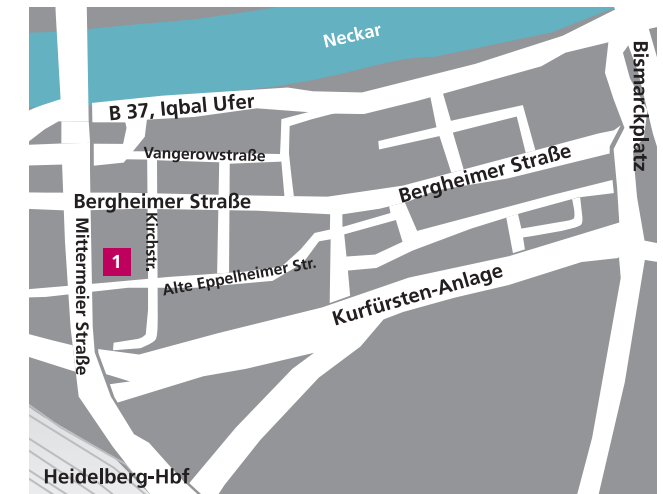 Neckar
B 37, Iqbal Ufer
Bismarckplatz
Vangerowstraße
Bergheimer Straße
Bergheimer Straße
Kirchstr.
Mittermeier Straße
1
Alte Eppelheimer Str.
Kurfürsten-Anlage
Heidelberg-Hbf